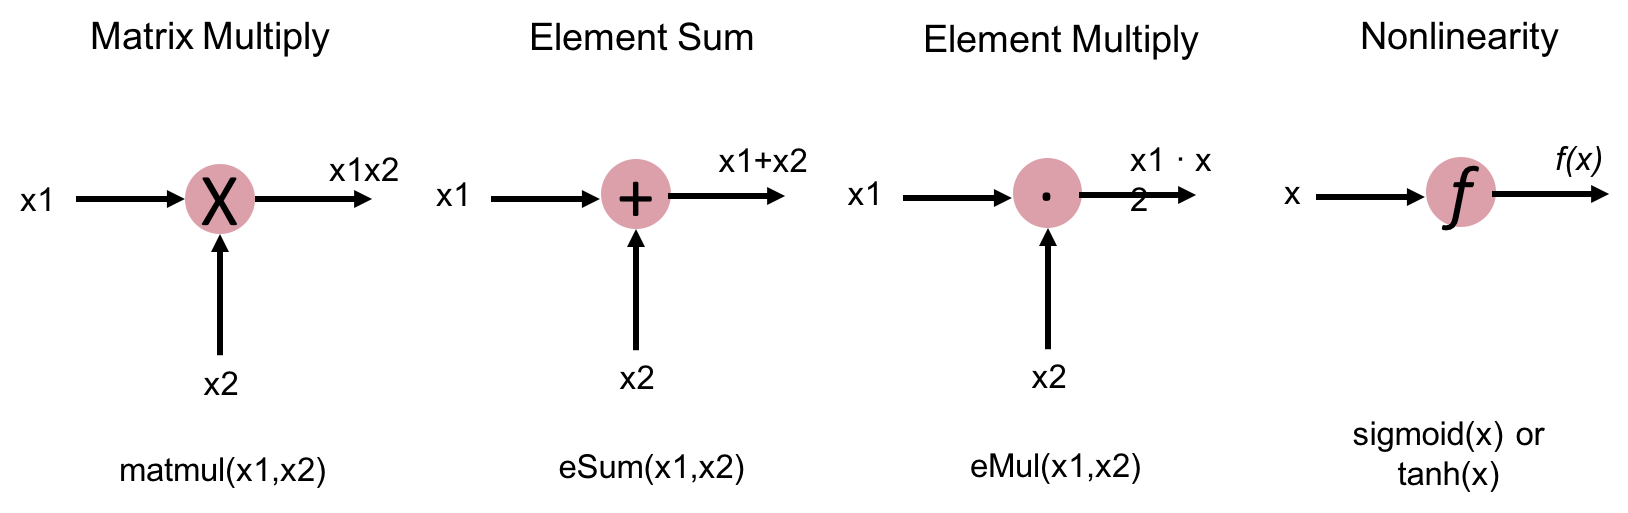 Matrix Multiply
Element Sum
Element Multiply
Nonlinearity
x1
X
x1x2
x2
x1
+
x1+x2
x2
x1
·
x1 · x
2
x2
x
f
f(x)
matmul(x1,x2)
eSum(x1,x2)
eMul(x1,x2)
sigmoid(x) or
tanh(x)